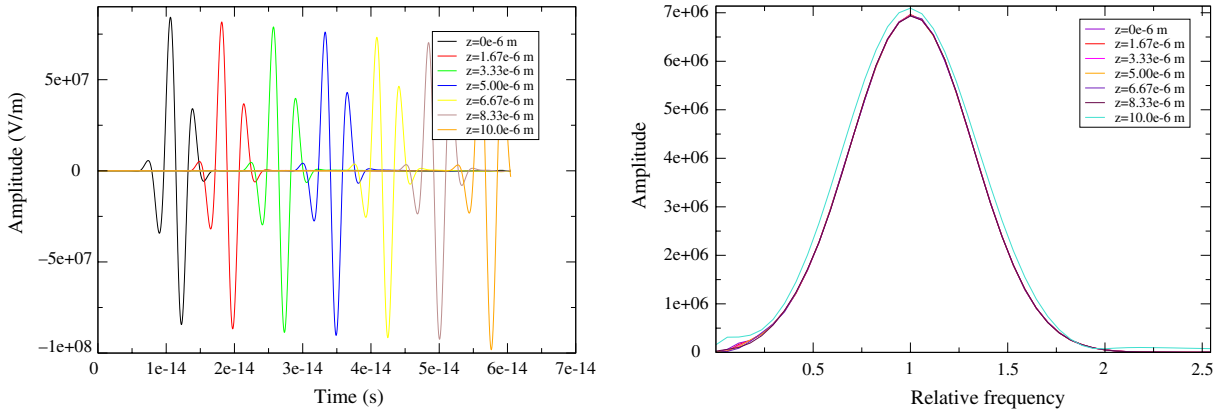 5e+07
0
−5e+07
−1e+08
Amplitude (V/m)
0
1e-14
2e-14
3e-14
4e-14
5e-14
6e-14
7e-14
Time (s)
z=0e-6 m
z=1.67e-6 m
z=3.33e-6 m
z=5.00e-6 m
z=6.67e-6 m
z=8.33e-6 m
z=10.0e-6 m
7e+06
6e+06
5e+06
4e+06
3e+06
2e+06
1e+06
0
Amplitude
0.5
1
1.5
2
2.5
Relative frequency
z=0e-6 m
z=1.67e-6 m
z=3.33e-6 m
z=5.00e-6 m
z=6.67e-6 m
z=8.33e-6 m
z=10.0e-6 m